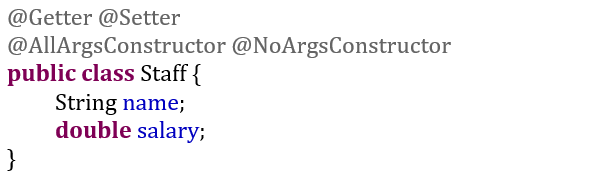 @Getter @Setter
@AllArgsConstructor @NoArgsConstructor
public class Staff {
String name;
double salary;
}